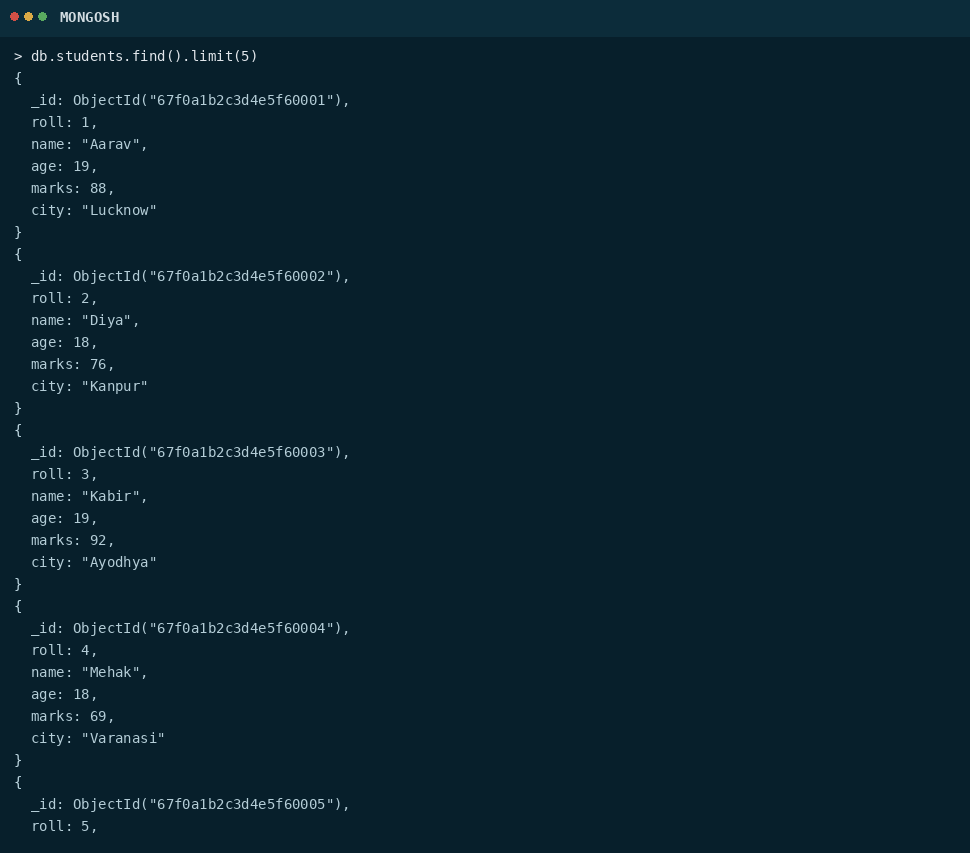 MONGOSH
> db.students.find().limit(5)
{
  _id: ObjectId("67f0a1b2c3d4e5f60001"),
  roll: 1,
  name: "Aarav",
  age: 19,
  marks: 88,
  city: "Lucknow"
}
{
  _id: ObjectId("67f0a1b2c3d4e5f60002"),
  roll: 2,
  name: "Diya",
  age: 18,
  marks: 76,
  city: "Kanpur"
}
{
  _id: ObjectId("67f0a1b2c3d4e5f60003"),
  roll: 3,
  name: "Kabir",
  age: 19,
  marks: 92,
  city: "Ayodhya"
}
{
  _id: ObjectId("67f0a1b2c3d4e5f60004"),
  roll: 4,
  name: "Mehak",
  age: 18,
  marks: 69,
  city: "Varanasi"
}
{
  _id: ObjectId("67f0a1b2c3d4e5f60005"),
  roll: 5,